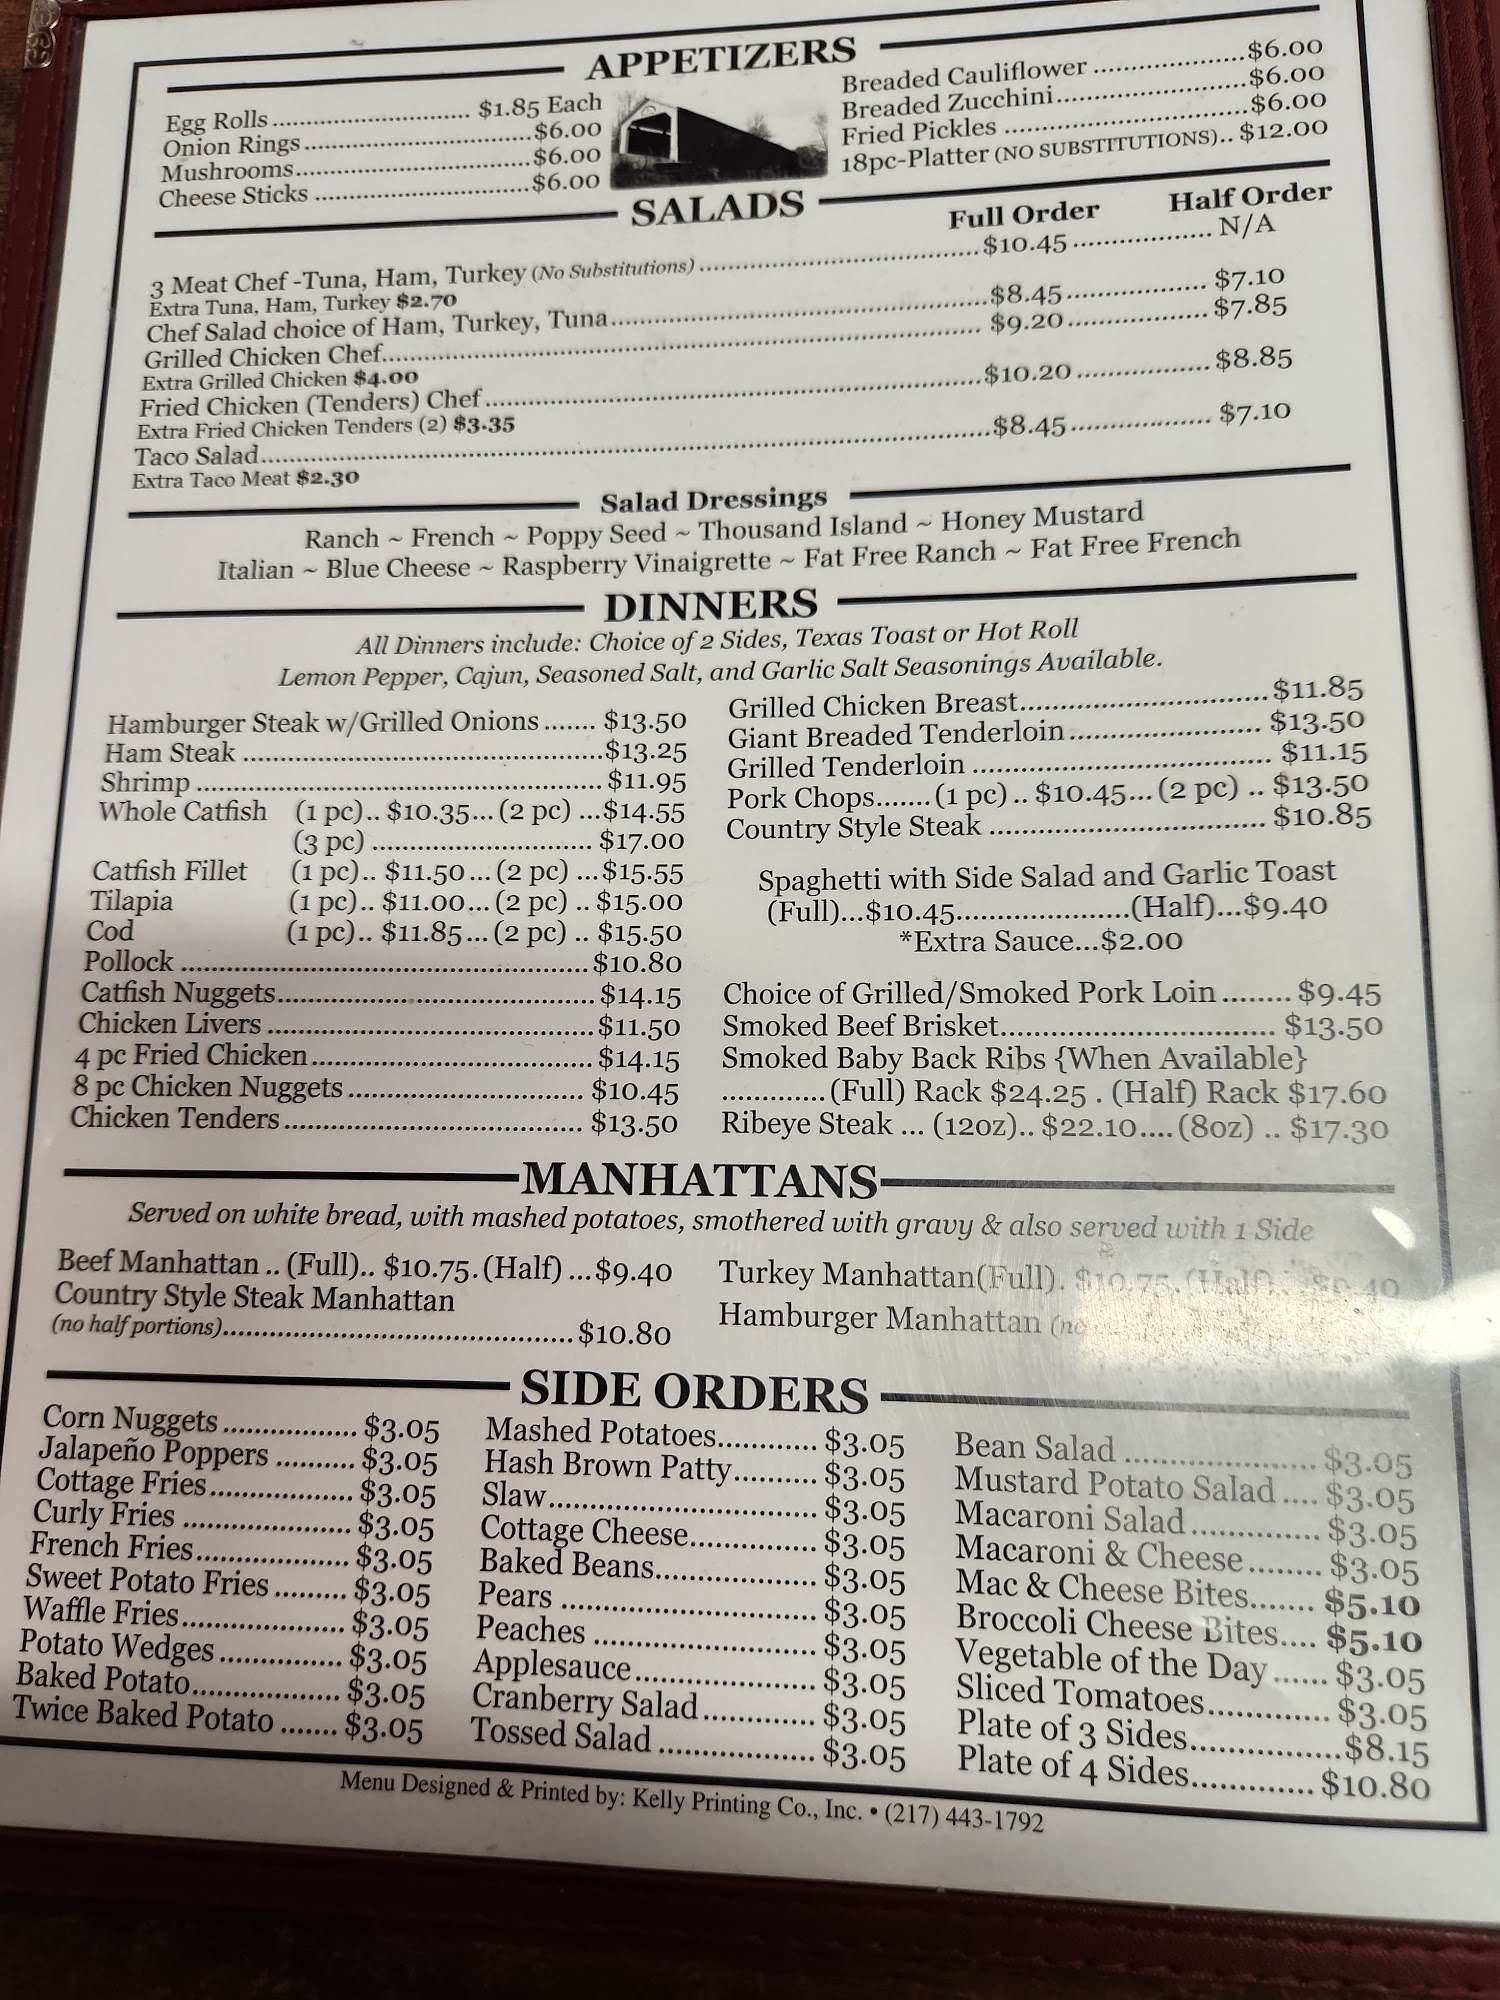 APPETIZERS
Egg Rolls ............................ $1.85 Each
Onion Rings ................................ $6.00
Mushrooms ................................. $6.00
Cheese Sticks .............................. $6.00
Breaded Cauliflower ..................... $6.00
Breaded Zucchini .......................... $6.00
Fried Pickles ................................. $6.00
18pc-Platter (NO SUBSTITUTIONS).. $12.00
SALADS
Full Order Half Order
3 Meat Chef -Tuna, Ham, Turkey (No Substitutions) ........ $10.45 .................... N/A
Extra Tuna, Ham, Turkey $2.70
Chef Salad choice of Ham, Turkey, Tuna ........ $8.45 .................... $7.10
Grilled Chicken Chef ........ $9.20 .................... $7.85
Extra Grilled Chicken $4.00
Fried Chicken (Tenders) Chef ........ $10.20 ................... $8.85
Extra Fried Chicken Tenders (2) $3.35
Taco Salad ........ $8.45 .................... $7.10
Extra Taco Meat $2.30
Salad Dressings
Ranch ~ French ~ Poppy Seed ~ Thousand Island ~ Honey Mustard
Italian ~ Blue Cheese ~ Raspberry Vinaigrette ~ Fat Free Ranch ~ Fat Free French
DINNERS
All Dinners include: Choice of 2 Sides, Texas Toast or Hot Roll
Lemon Pepper, Cajun, Seasoned Salt, and Garlic Salt Seasonings Available.
Hamburger Steak w/Grilled Onions ....... $13.50
Ham Steak ................................................ $13.25
Shrimp ...................................................... $11.95
Whole Catfish (1 pc).. $10.35... (2 pc) ...$14.55
(3 pc) ............................. $17.00
Catfish Fillet (1 pc).. $11.50 ... (2 pc) ...$15.55
Tilapia (1 pc).. $11.00... (2 pc) .. $15.00
Cod (1 pc).. $11.85 ... (2 pc) .. $15.50
Pollock ...................................................... $10.80
Catfish Nuggets .......................................... $14.15
Chicken Livers ........................................... $11.50
4 pc Fried Chicken ..................................... $14.15
8 pc Chicken Nuggets ............................... $10.45
Chicken Tenders ....................................... $13.50
Grilled Chicken Breast ................................. $11.85
Giant Breaded Tenderloin ......................... $13.50
Grilled Tenderloin ...................................... $11.15
Pork Chops.......(1 pc) .. $10.45... (2 pc) .. $13.50
Country Style Steak .................................... $10.85
Spaghetti with Side Salad and Garlic Toast
(Full)...$10.45.......................(Half)...$9.40
*Extra Sauce...$2.00
Choice of Grilled/Smoked Pork Loin ........ $9.45
Smoked Beef Brisket.................................... $13.50
Smoked Baby Back Ribs {When Available}
.............(Full) Rack $24.25 . (Half) Rack $17.60
Ribeye Steak ... (12oz).. $22.10....(8oz) .. $17.30
MANHATTANS
Served on white bread, with mashed potatoes, smothered with gravy & also served with 1 Side
Beef Manhattan .. (Full).. $10.75. (Half) ...$9.40
Country Style Steak Manhattan
(no half portions).............................................. $10.80
Turkey Manhattan(Full). $10.75. (Half)... $9.40
Hamburger Manhattan
SIDE ORDERS
Corn Nuggets .................. $3.05
Jalapeño Poppers .......... $3.05
Cottage Fries ................... $3.05
Curly Fries ...................... $3.05
French Fries .................... $3.05
Sweet Potato Fries ......... $3.05
Waffle Fries ...................... $3.05
Potato Wedges ................ $3.05
Baked Potato .................... $3.05
Twice Baked Potato ....... $3.05
Mashed Potatoes ............ $3.05
Hash Brown Patty .......... $3.05
Slaw ................................... $3.05
Cottage Cheese ................ $3.05
Baked Beans ..................... $3.05
Pears ................................. $3.05
Peaches ............................. $3.05
Applesauce ....................... $3.05
Cranberry Salad .............. $3.05
Tossed Salad .................... $3.05
Bean Salad ......................... $3.05
Mustard Potato Salad .... $3.05
Macaroni Salad ................ $3.05
Macaroni & Cheese ......... $3.05
Mac & Cheese Bites ....... $5.10
Broccoli Cheese Bites .... $5.10
Vegetable of the Day ...... $3.05
Sliced Tomatoes ............... $3.05
Plate of 3 Sides ................... $8.15
Plate of 4 Sides ............... $10.80
Menu Designed & Printed by: Kelly Printing Co., Inc. • (217) 443-1792